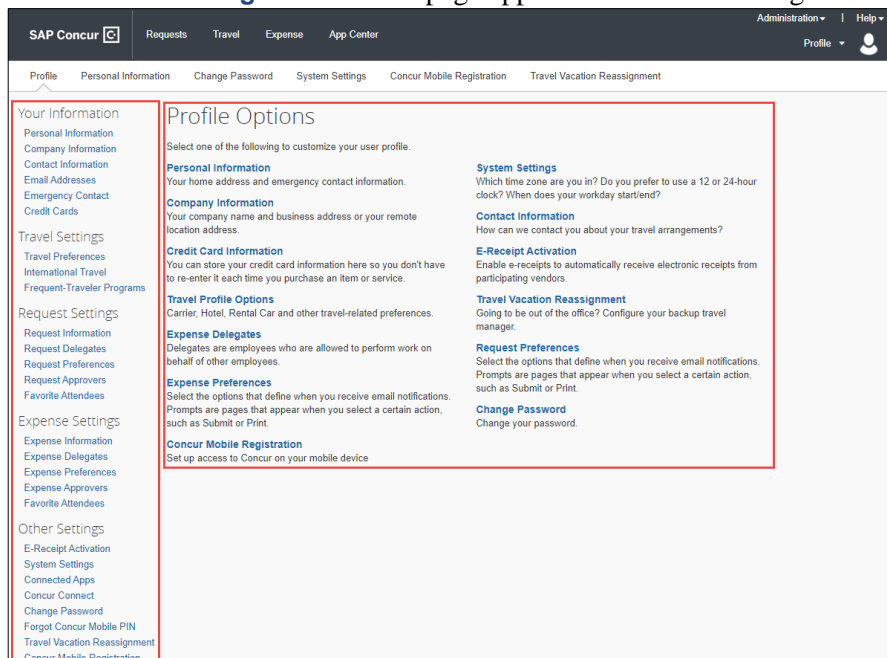 page app
Administration | Help
SAP Concur C Requests Travel Expense App Center
Profile
Profile Personal Information Change Password System Settings Concur Mobile Registration Travel Vacation Reassignment
Your Information
Personal Information
Company Information
Contact Information
Email Addresses
Emergency Contact
Credit Cards
Travel Settings
Travel Preferences
International Travel
Frequent-Traveler Programs
Request Settings
Request Information
Request Delegates
Request Preferences
Request Approvers
Favorite Attendees
Expense Settings
Expense Information
Expense Delegates
Expense Preferences
Expense Approvers
Favorite Attendees
Other Settings
E-Receipt Activation
System Settings
Connected Apps
Concur Connect
Change Password
Forgot Concur Mobile PIN
Travel Vacation Reassignment
Concur Mobile Registration
Profile Options
Select one of the following to customize your user profile.
Personal Information
Your home address and emergency contact information.
Company Information
Your company name and business address or your remote
location address.
Credit Card Information
You can store your credit card information here so you don't have
to re-enter it each time you purchase an item or service.
Travel Profile Options
Carrier, Hotel, Rental Car and other travel-related preferences.
Expense Delegates
Delegates are employees who are allowed to perform work on
behalf of other employees.
Expense Preferences
Select the options that define when you receive email notifications.
Prompts are pages that appear when you select a certain action,
such as Submit or Print.
Concur Mobile Registration
Set up access to Concur on your mobile device
System Settings
Which time zone are you in? Do you prefer to use a 12 or 24-hour
clock? When does your workday start/end?
Contact Information
How can we contact you about your travel arrangements?
E-Receipt Activation
Enable e-receipts to automatically receive electronic receipts from
participating vendors.
Travel Vacation Reassignment
Going to be out of the office? Configure your backup travel
manager.
Request Preferences
Select the options that define when you receive email notifications.
Prompts are pages that appear when you select a certain action,
such as Submit or Print.
Change Password
Change your password.